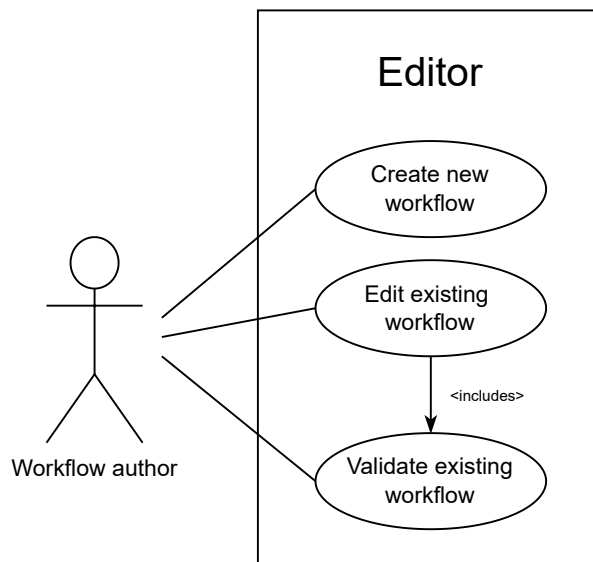 Editor
Create new
workflow
Edit existing
workflow
<includes>
Validate existing
workflow
Workflow author